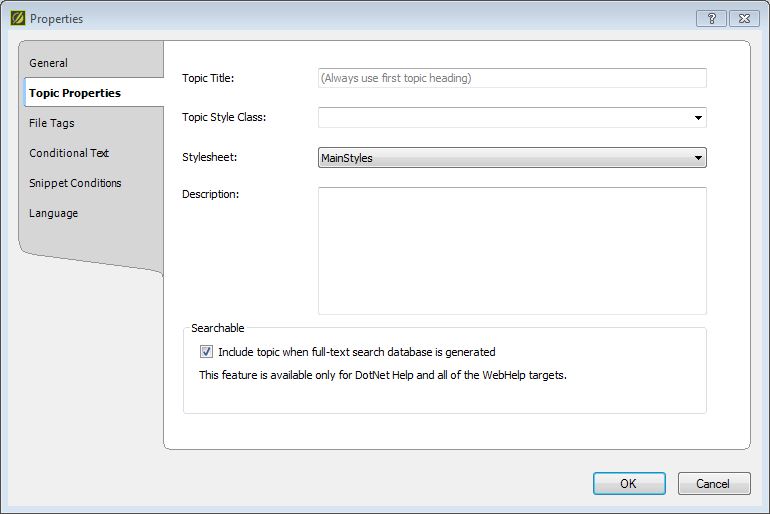 Properties
General
Topic Properties
File Tags
Conditional Text
Snippet Conditions
Language
Topic Title: (Always use first topic heading)
Topic Style Class:
Stylesheet: MainStyles
Description:
Searchable
Include topic when full-text search database is generated
This feature is available only for DotNet Help and all of the WebHelp targets.
OK Cancel